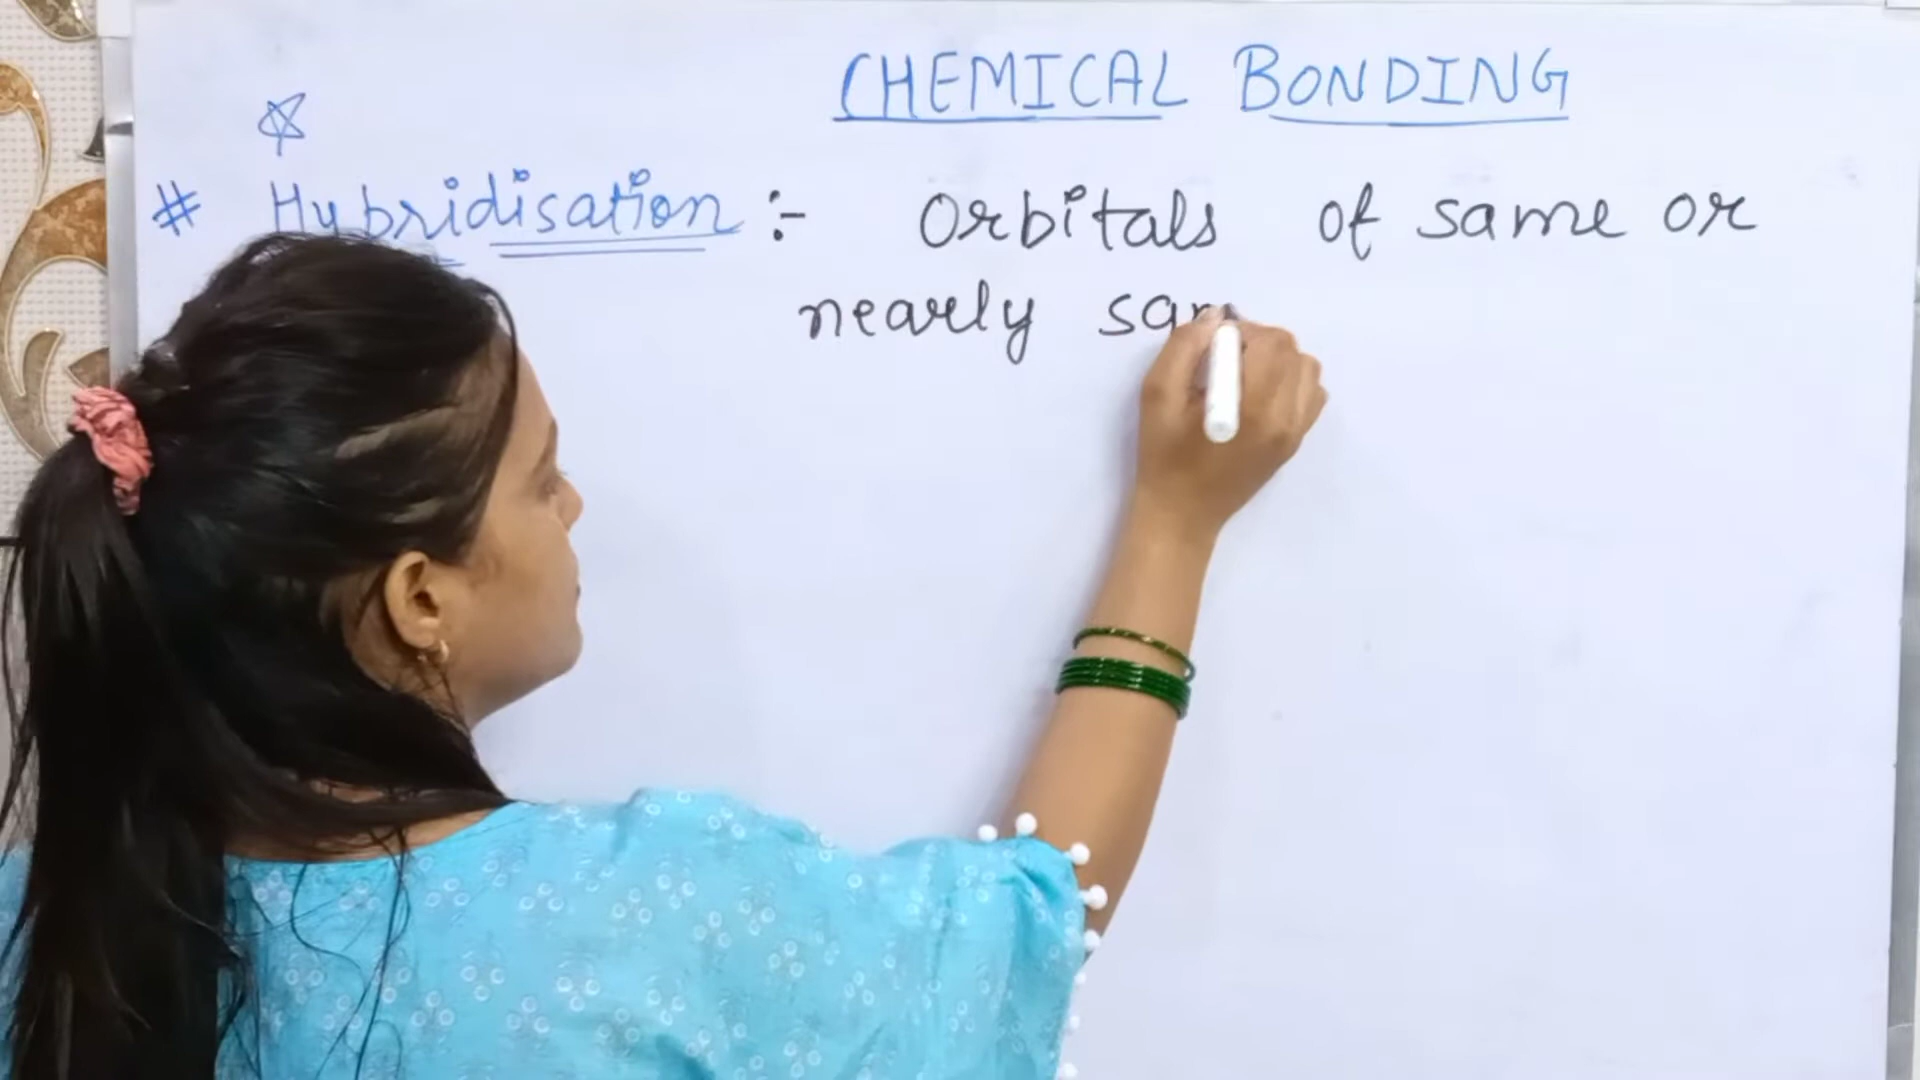 CHEMICAL BONDING
# Hybridisation :- Orbitals of same or
nearly